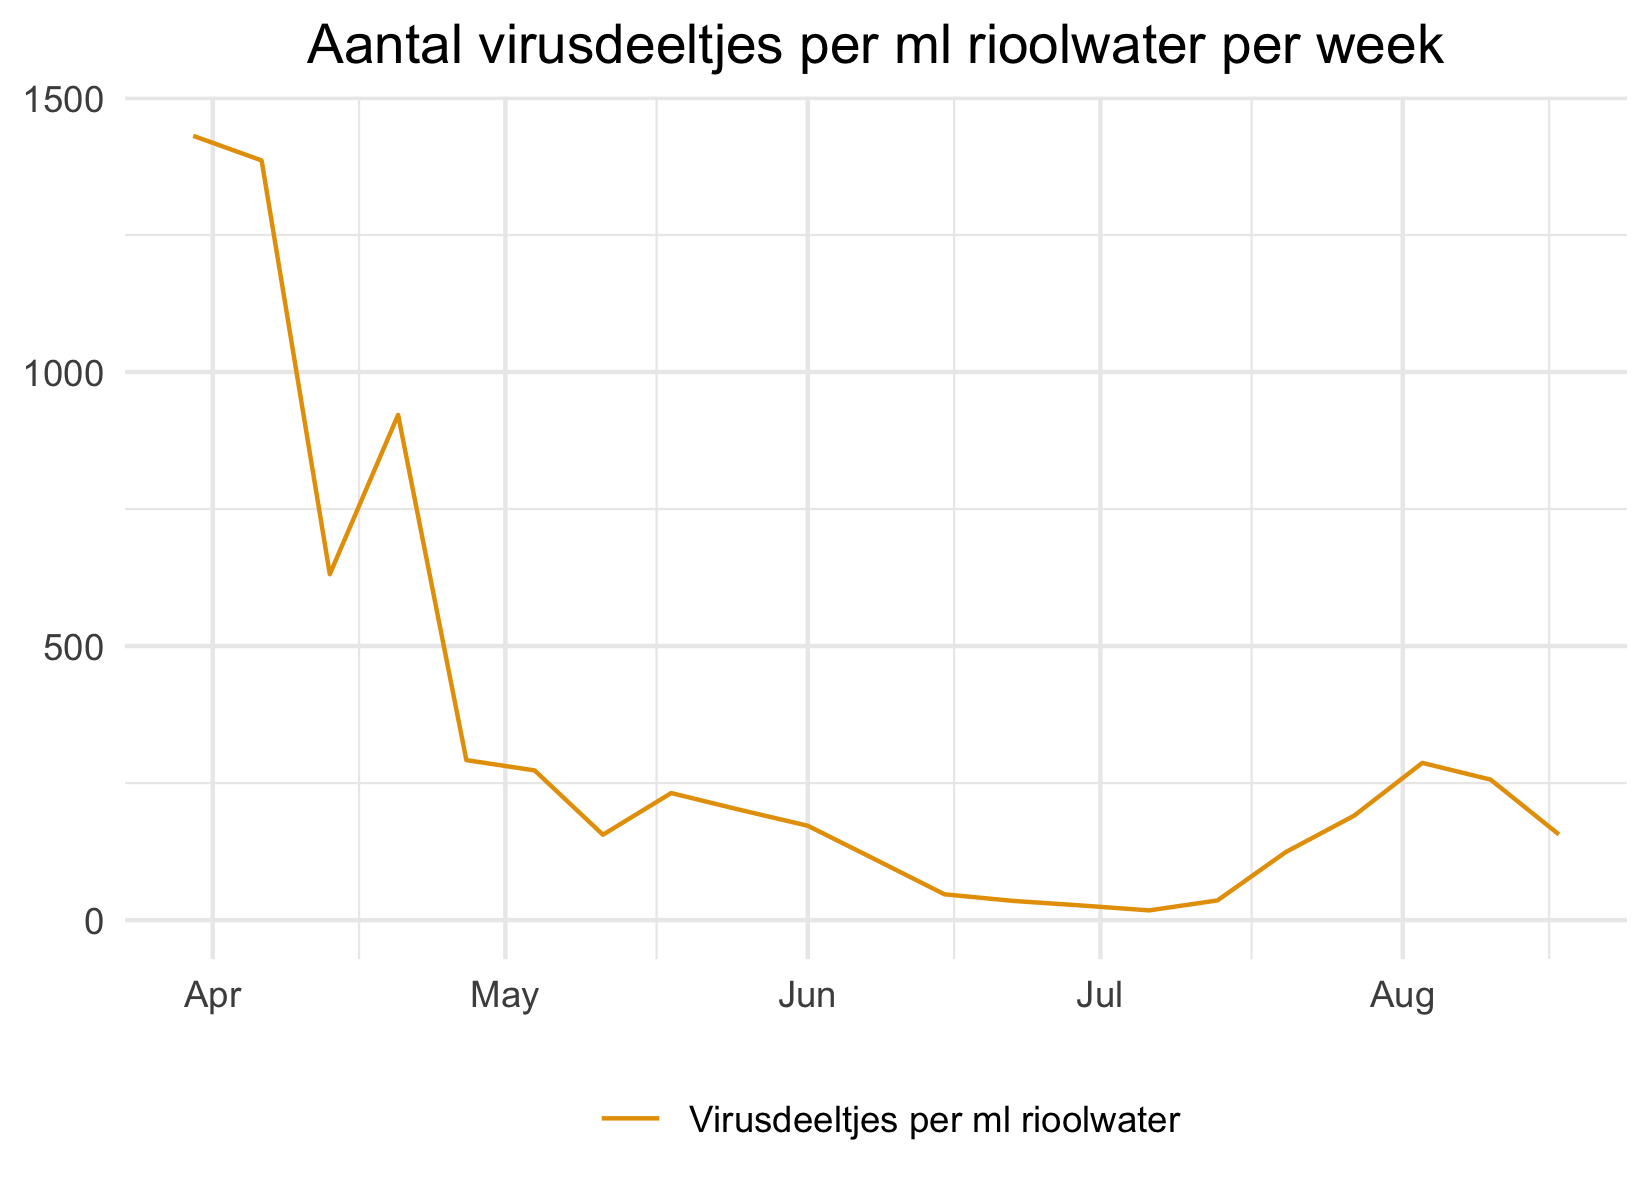 Aantal virusdeeltjes per ml rioolwater per week
1500
1000
500
0
Apr May Jun Jul Aug
Virusdeeltjes per ml rioolwater